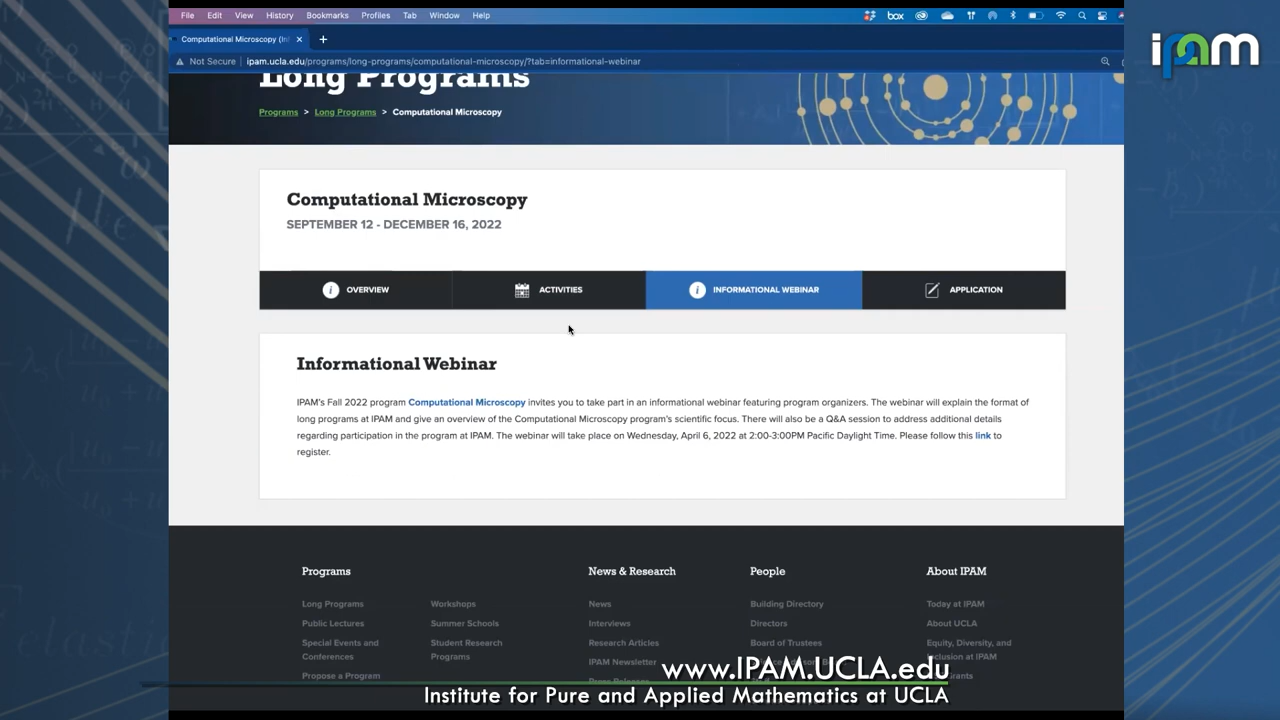 File Edit View History Bookmarks Profiles Tab Window Help
box
Computational Microscopy (In
Not Secure ipam.ucla.edu/programs/long-programs/computational-microscopy/?tab=informational-webinar
ipam
Long Programs
Programs > Long Programs > Computational Microscopy
Computational Microscopy
SEPTEMBER 12 - DECEMBER 16, 2022
OVERVIEW ACTIVITIES INFORMATIONAL WEBINAR APPLICATION
Informational Webinar
IPAM's Fall 2022 program Computational Microscopy invites you to take part in an informational webinar featuring program organizers. The webinar will explain the format of
long programs at IPAM and give an overview of the Computational Microscopy program's scientific focus. There will also be a Q&A session to address additional details
regarding participation in the program at IPAM. The webinar will take place on Wednesday, April 6, 2022 at 2:00-3:00PM Pacific Daylight Time. Please follow this link to
register.
Programs News & Research People About IPAM
Long Programs Workshops News Building Directory Today at IPAM
Public Lectures Summer Schools Interviews Directors About UCLA
Special Events and Student Research Research Articles Board of Trustees Equity, Diversity, and
Conferences Programs IPAM Newsletter Inclusion at IPAM
Propose a Program
www.IPAM.UCLA.edu
Institute for Pure and Applied Mathematics at UCLA